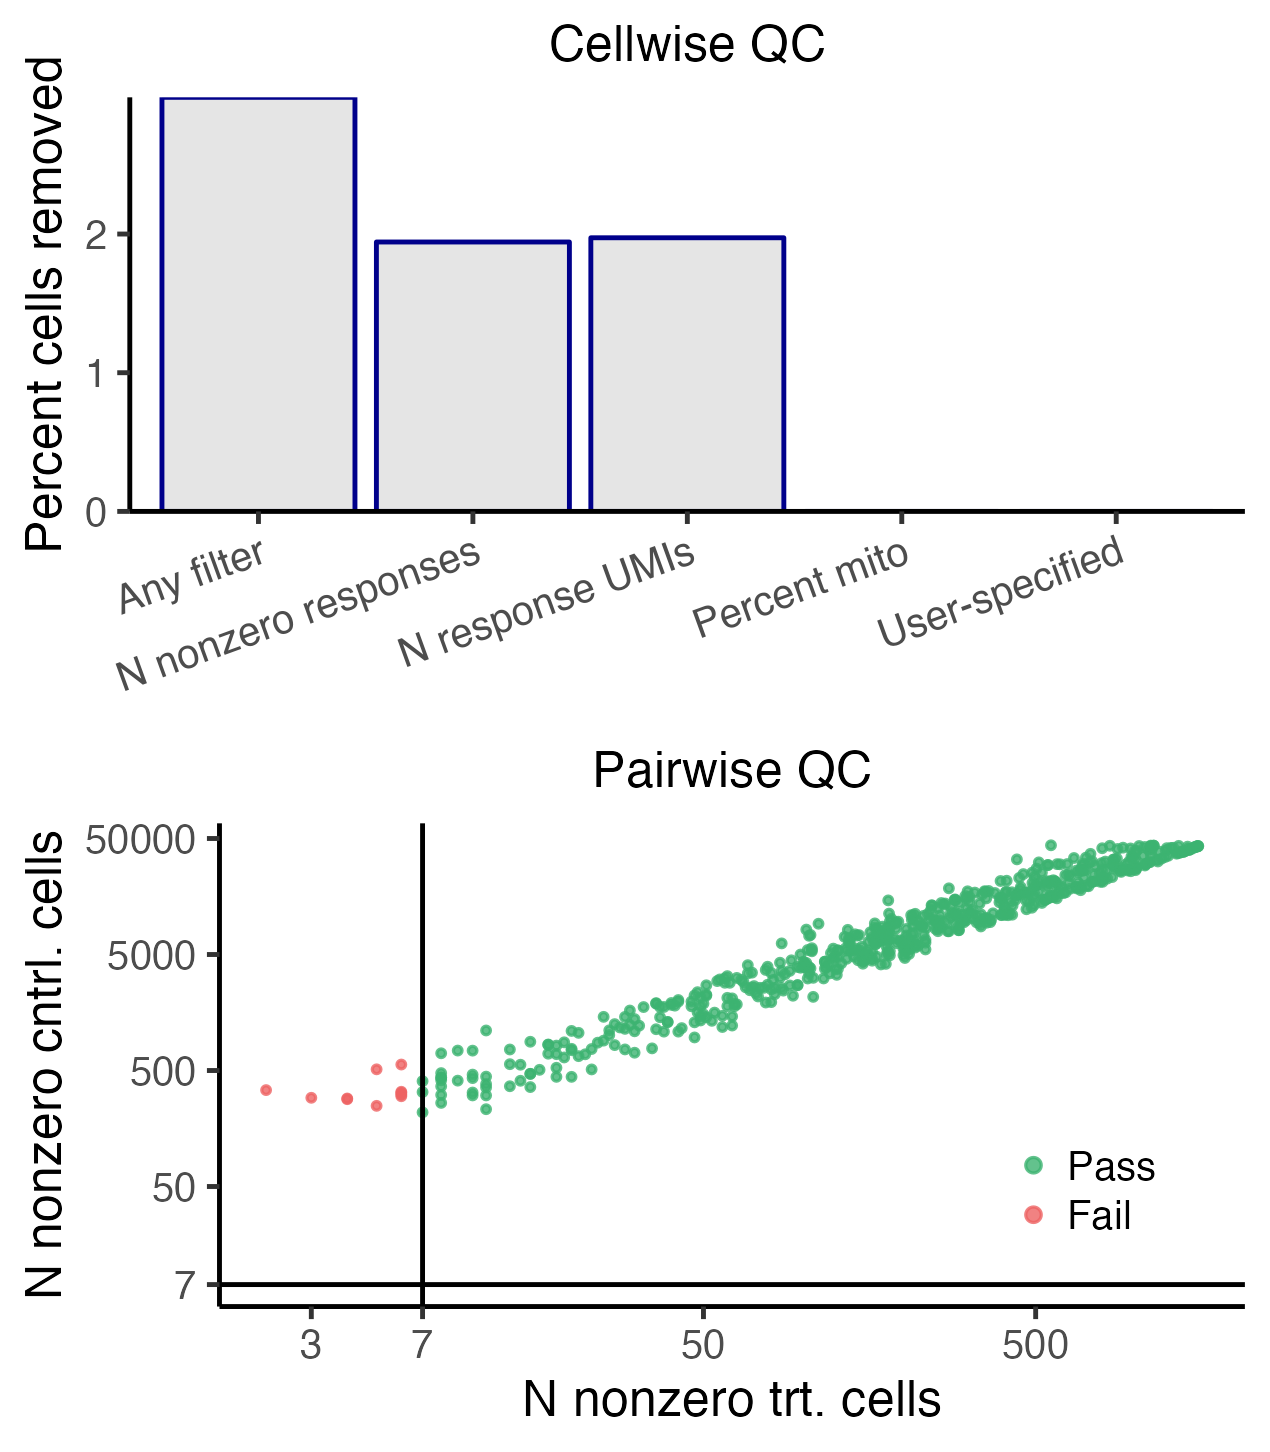 Cellwise QC
Percent cells removed
2
1
0
Any filter
N nonzero responses
N response UMIs
Percent mito
User-specified
Pairwise QC
N nonzero cntrl. cells
50000
5000
500
50
7
Pass
Fail
3
7
50
500
N nonzero trt. cells